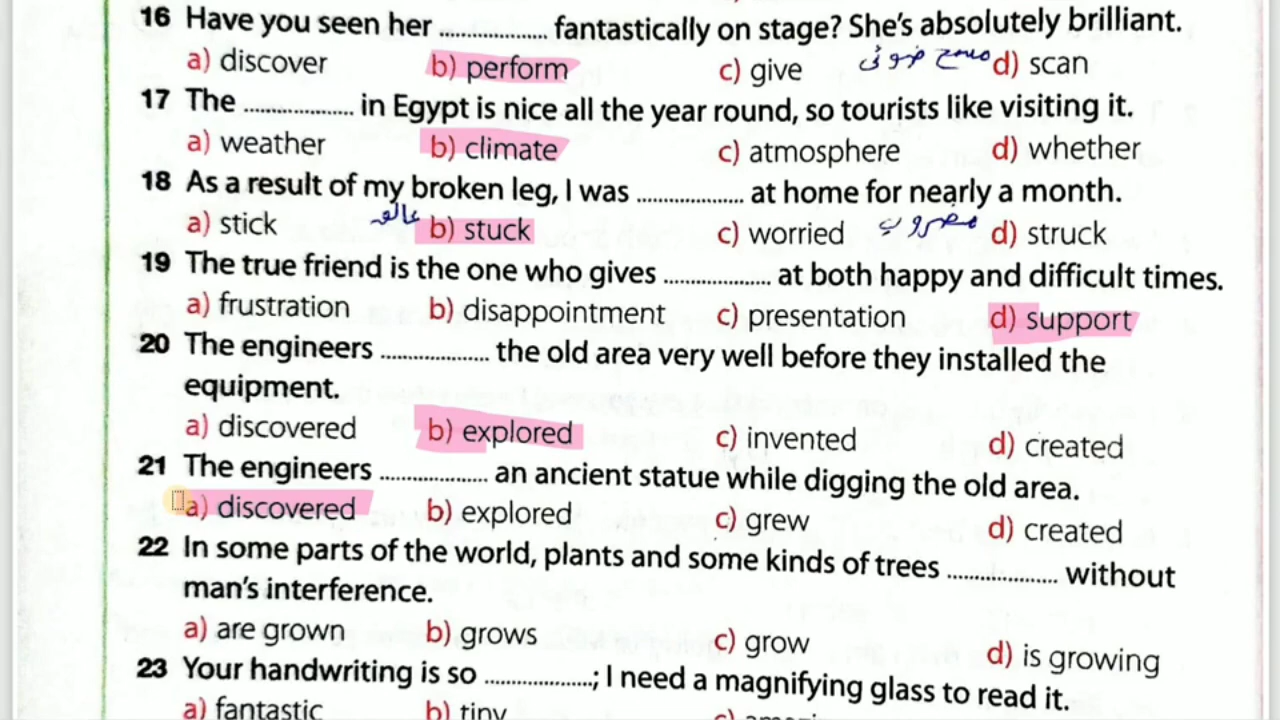 16 Have you seen her .................. fantastically on stage? She's absolutely brilliant.
a) discover b) perform c) give مسح ضوئى d) scan
17 The .................. in Egypt is nice all the year round, so tourists like visiting it.
a) weather b) climate c) atmosphere d) whether
18 As a result of my broken leg, I was .................. at home for nearly a month.
a) stick عالق b) stuck c) worried مضروب d) struck
19 The true friend is the one who gives .................. at both happy and difficult times.
a) frustration b) disappointment c) presentation d) support
20 The engineers .................. the old area very well before they installed the
equipment.
a) discovered b) explored c) invented d) created
21 The engineers .................. an ancient statue while digging the old area.
a) discovered b) explored c) grew d) created
22 In some parts of the world, plants and some kinds of trees .................. without
man's interference.
a) are grown b) grows c) grow d) is growing
23 Your handwriting is so ..................; I need a magnifying glass to read it.
a) fantastic b) tiny